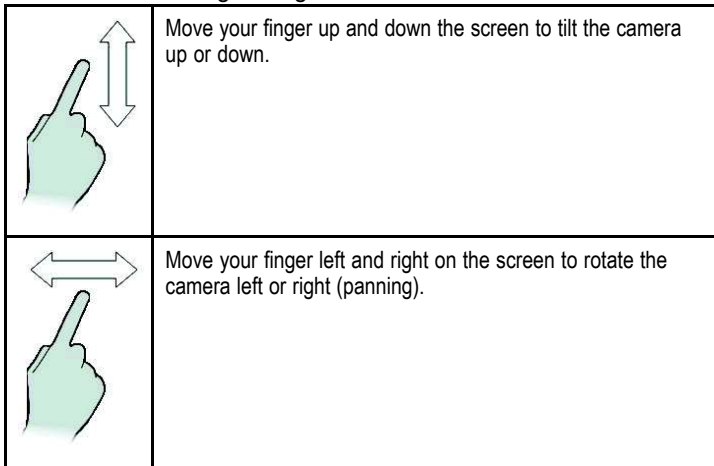 Move your finger up and down the screen to tilt the camera
up or down.
Move your finger left and right on the screen to rotate the
camera left or right (panning).